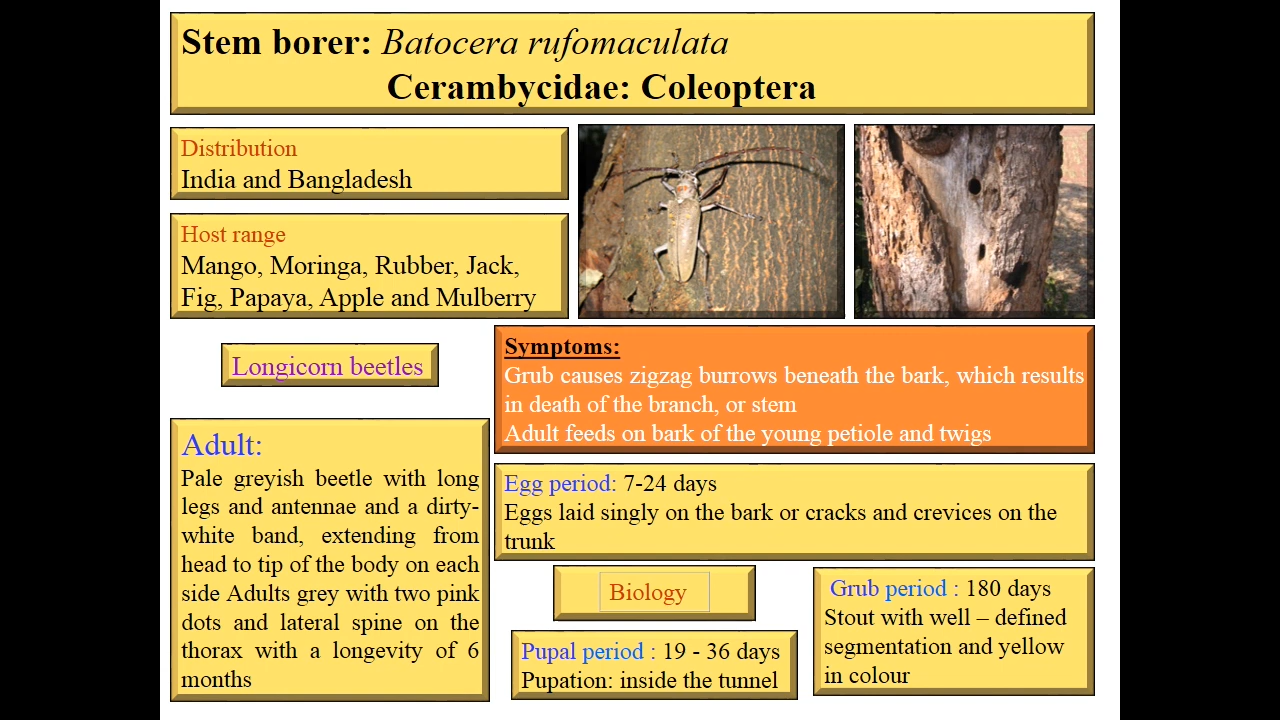 Stem borer: Batocera rufomaculata
Cerambycidae: Coleoptera
Distribution
India and Bangladesh
Host range
Mango, Moringa, Rubber, Jack,
Fig, Papaya, Apple and Mulberry
Longicorn beetles
Symptoms:
Grub causes zigzag burrows beneath the bark, which results
in death of the branch, or stem
Adult feeds on bark of the young petiole and twigs
Adult:
Pale greyish beetle with long
legs and antennae and a dirty-
white band, extending from
head to tip of the body on each
side Adults grey with two pink
dots and lateral spine on the
thorax with a longevity of 6
months
Egg period: 7-24 days
Eggs laid singly on the bark or cracks and crevices on the
trunk
Biology
Grub period : 180 days
Stout with well – defined
segmentation and yellow
in colour
Pupal period : 19 - 36 days
Pupation: inside the tunnel